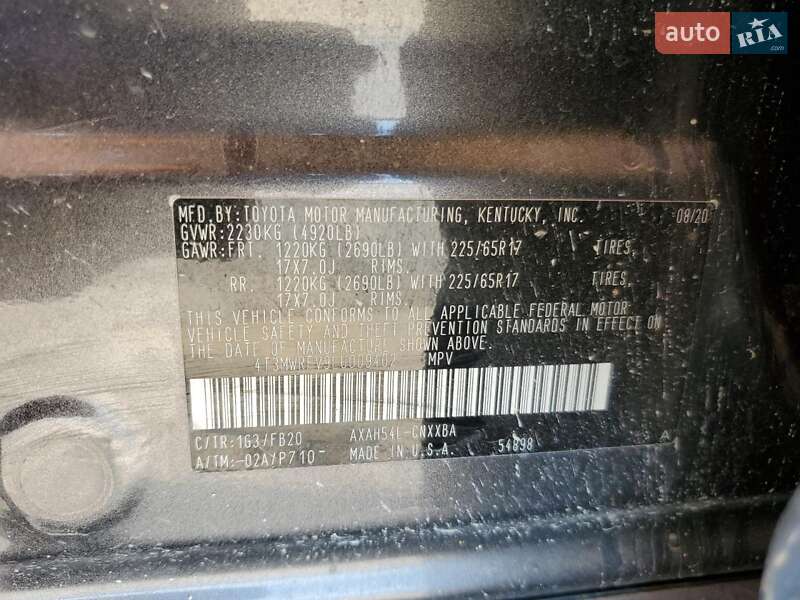 auto RIA .com
MFD.BY:TOYOTA MOTOR MANUFACTURING, KENTUCKY, INC. 08/20
GVWR:2230KG (4920LB)
GAWR:FRT. 1220KG (2690LB) WITH 225/65R17 TIRES,
17X7.0J RIMS.
RR. 1220KG (2690LB) WITH 225/65R17 TIRES,
17X7.0J RIMS.
THIS VEHICLE CONFORMS TO ALL APPLICABLE FEDERAL MOTOR
VEHICLE SAFETY AND THEFT PREVENTION STANDARDS IN EFFECT ON
THE DATE OF MANUFACTURE SHOWN ABOVE.
MPV
C/TR:1G3/FB20 AXAH54L-CNXXBA
A/TM:-02A/P710- MADE IN U.S.A. 54898 A